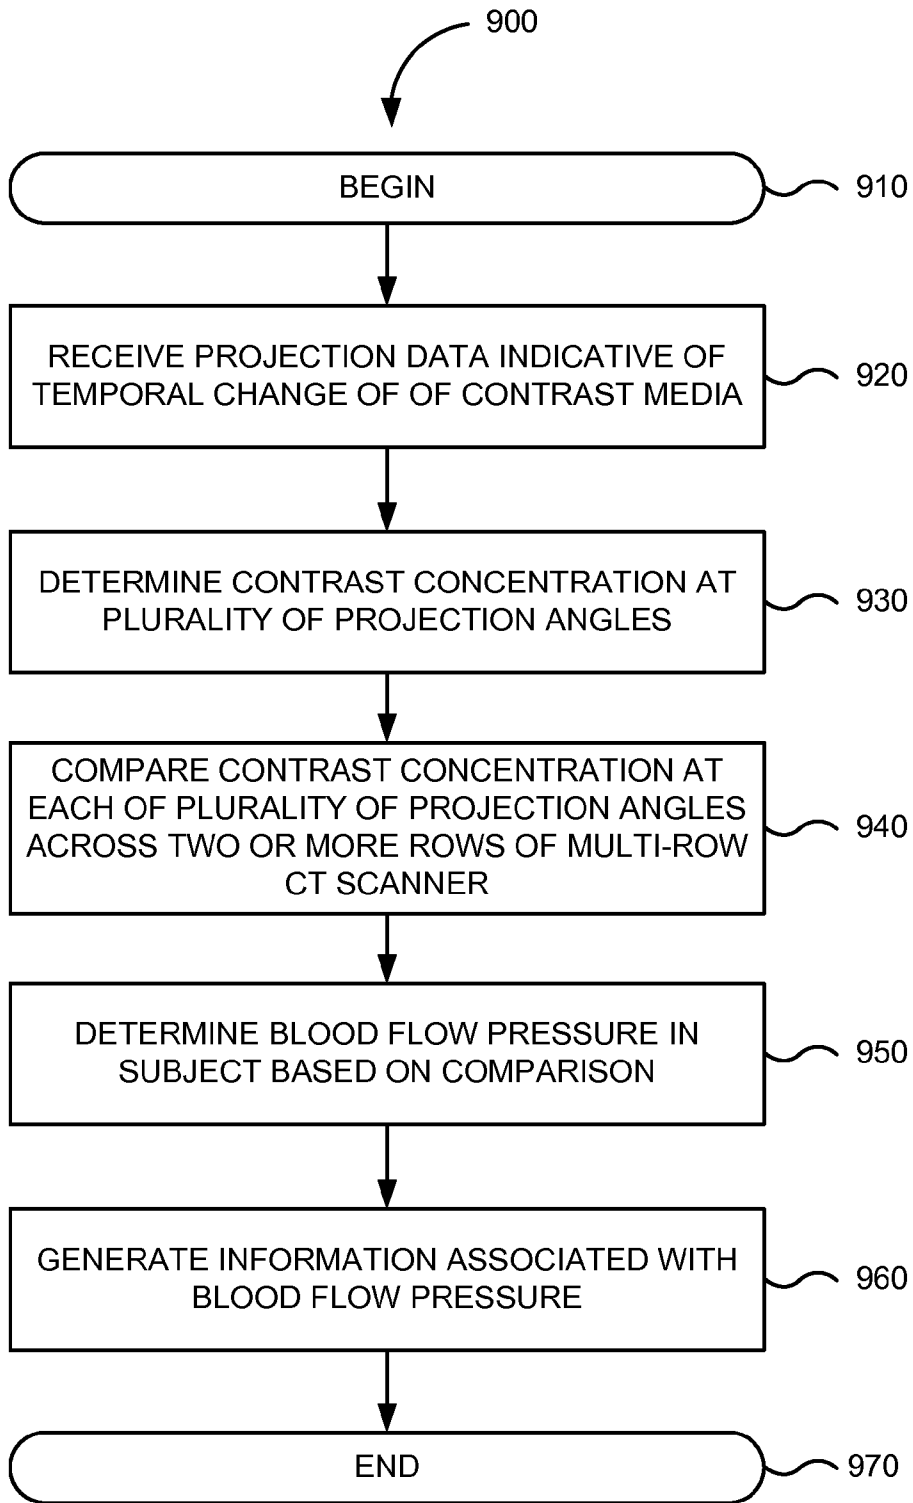 900
BEGIN
910
RECEIVE PROJECTION DATA INDICATIVE OF
TEMPORAL CHANGE OF OF CONTRAST MEDIA
920
DETERMINE CONTRAST CONCENTRATION AT
PLURALITY OF PROJECTION ANGLES
930
COMPARE CONTRAST CONCENTRATION AT
EACH OF PLURALITY OF PROJECTION ANGLES
ACROSS TWO OR MORE ROWS OF MULTI-ROW
CT SCANNER
940
DETERMINE BLOOD FLOW PRESSURE IN
SUBJECT BASED ON COMPARISON
950
GENERATE INFORMATION ASSOCIATED WITH
BLOOD FLOW PRESSURE
960
END
970